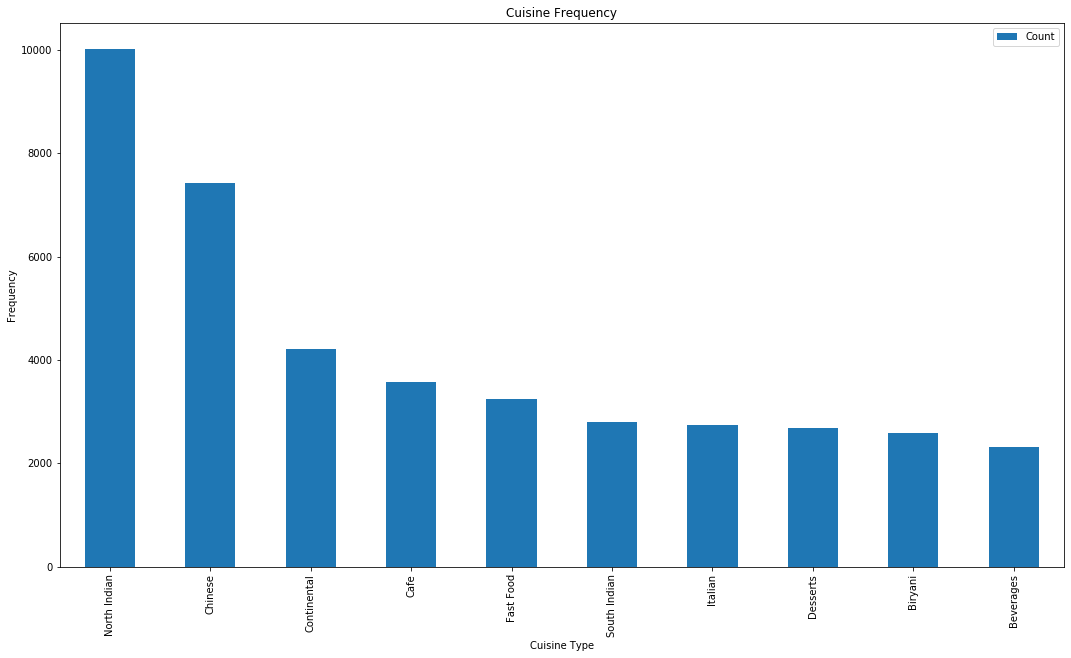 Cuisine Frequency
Count
10000
8000
6000
4000
2000
0
Frequency
North Indian
Chinese
Continental
Cafe
Fast Food
South Indian
Italian
Desserts
Biryani
Beverages
Cuisine Type